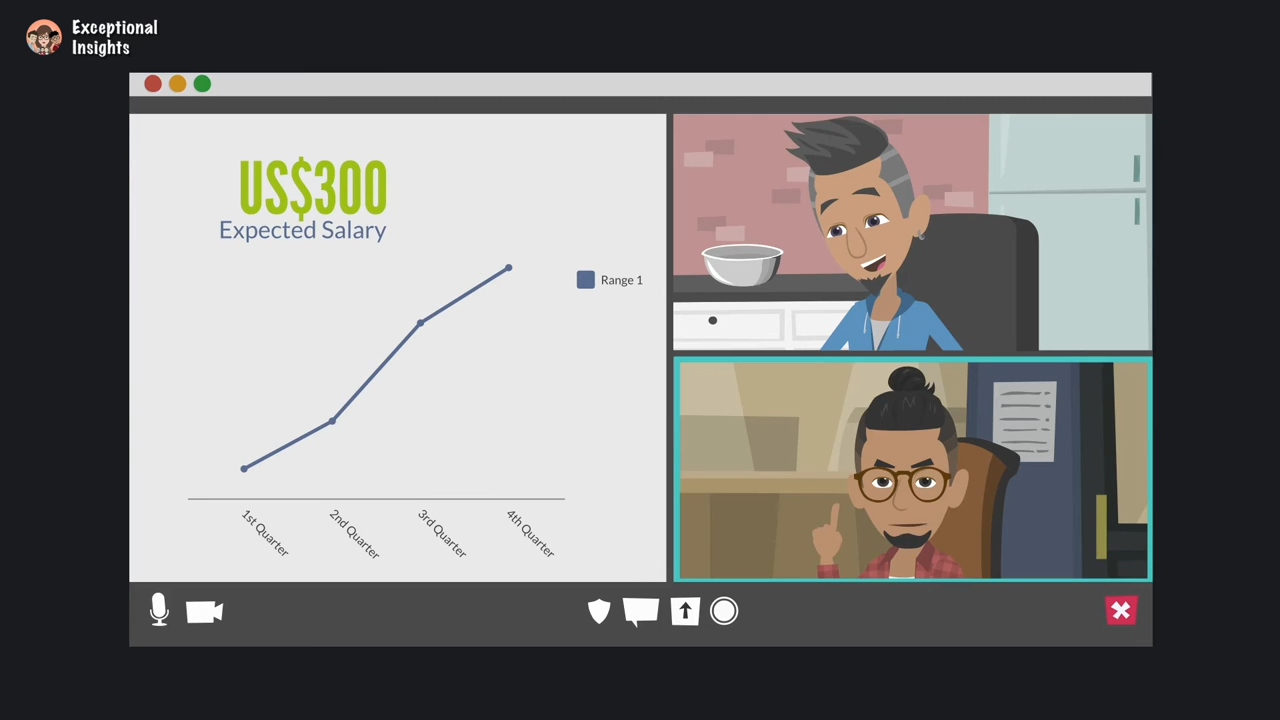 Exceptional
Insights
US$300
Expected Salary
Range 1
1st Quarter
2nd Quarter
3rd Quarter
4th Quarter